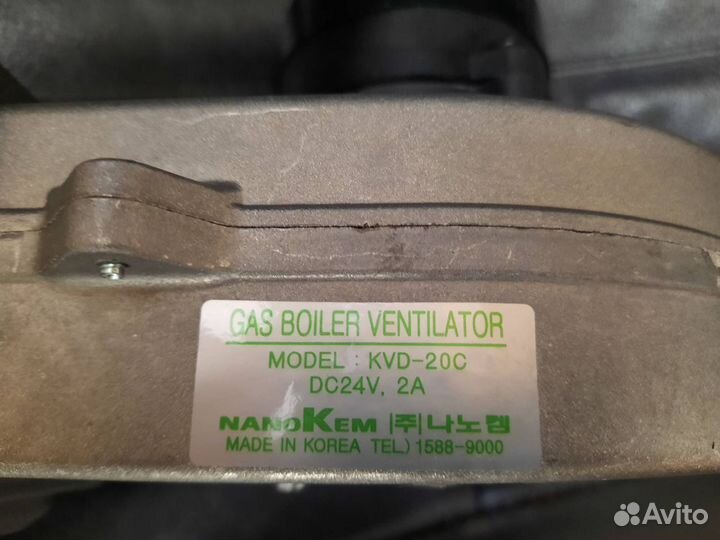 GAS BOILER VENTILATOR
MODEL : KVD-20C
DC24V, 2A
NANOKEM (주)나노켐
MADE IN KOREA TEL) 1588-9000
Avito